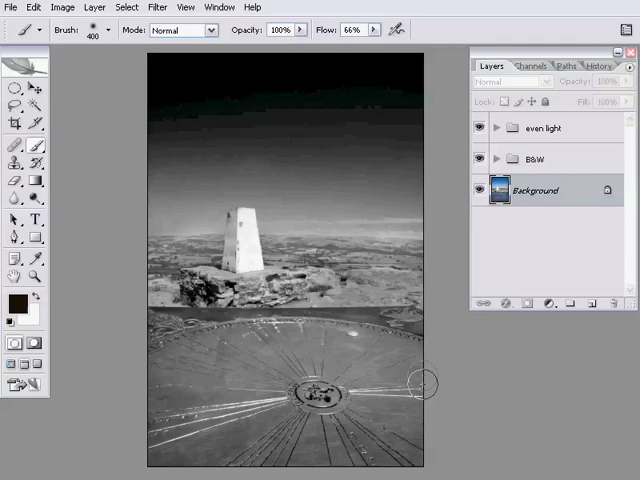 File Edit Image Layer Select Filter View Window Help
Brush: 400 Mode: Normal Opacity: 100% Flow: 66%
Layers Channels Paths History
Normal Opacity: 100%
Lock: Fill: 100%
even light
B&W
Background
T